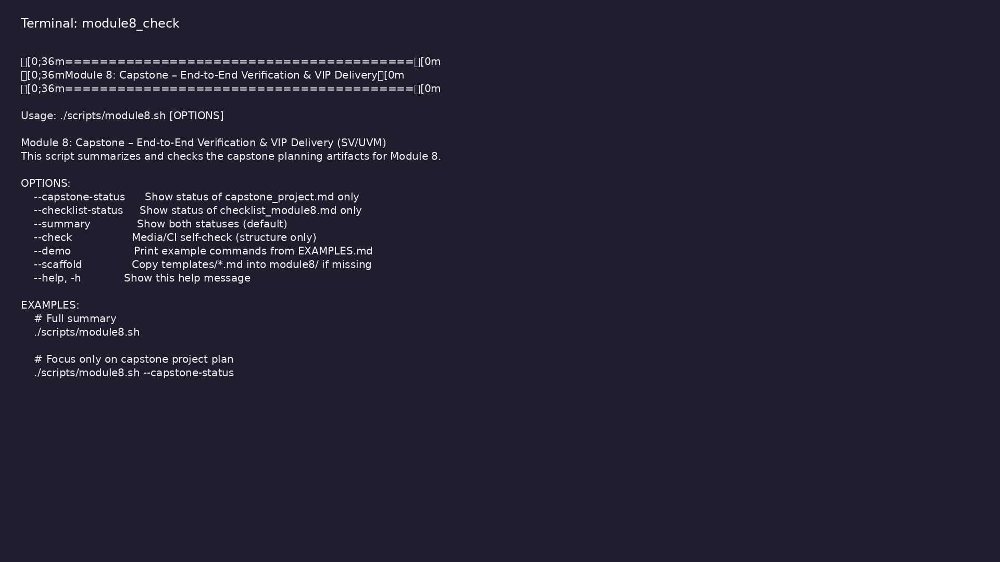 Terminal: module8_check
□[0;36m========================================□[0m
□[0;36mModule 8: Capstone – End-to-End Verification & VIP Delivery□[0m
□[0;36m========================================□[0m
Usage: ./scripts/module8.sh [OPTIONS]
Module 8: Capstone – End-to-End Verification & VIP Delivery (SV/UVM)
This script summarizes and checks the capstone planning artifacts for Module 8.
OPTIONS:
    --capstone-status      Show status of capstone_project.md only
    --checklist-status     Show status of checklist_module8.md only
    --summary              Show both statuses (default)
    --check                Media/CI self-check (structure only)
    --demo                 Print example commands from EXAMPLES.md
    --scaffold             Copy templates/*.md into module8/ if missing
    --help, -h             Show this help message
EXAMPLES:
    # Full summary
    ./scripts/module8.sh
    # Focus only on capstone project plan
    ./scripts/module8.sh --capstone-status